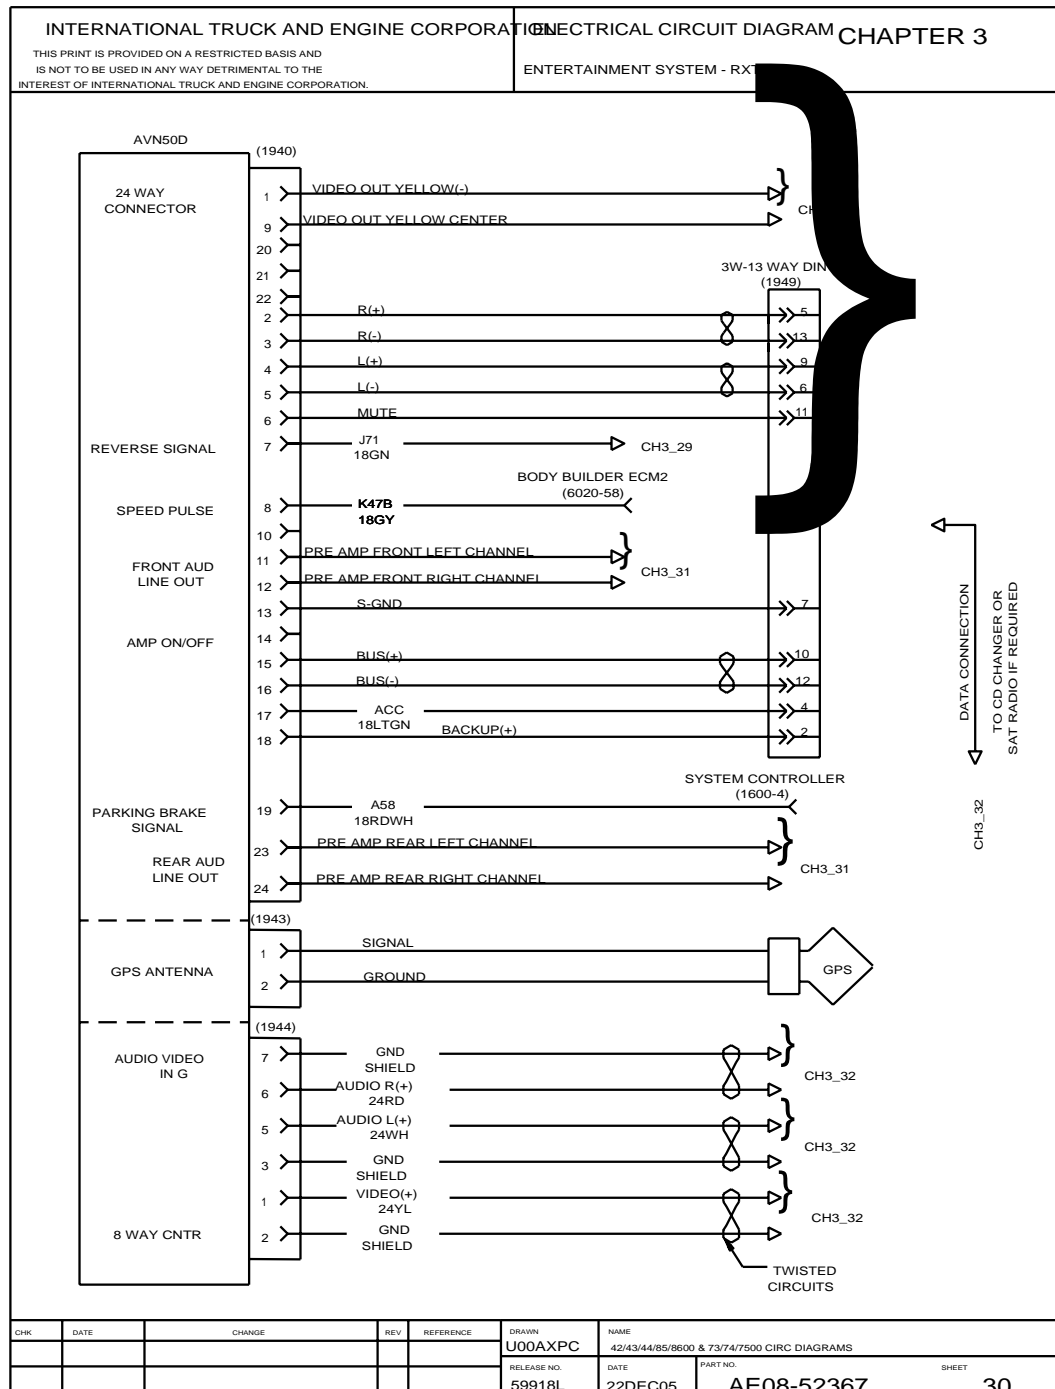 INTERNATIONAL TRUCK AND ENGINE CORPORATION
ELECTRICAL CIRCUIT DIAGRAM
CHAPTER 3
THIS PRINT IS PROVIDED ON A RESTRICTED BASIS AND
IS NOT TO BE USED IN ANY WAY DETRIMENTAL TO THE
INTEREST OF INTERNATIONAL TRUCK AND ENGINE CORPORATION.
ENTERTAINMENT SYSTEM - RXT
AVN50D
(1940)
24 WAY
CONNECTOR
1 VIDEO OUT YELLOW(-)
9 VIDEO OUT YELLOW CENTER
20
21
22
3W-13 WAY DIN
(1949)
2 R(+) 5
3 R(-) 13
4 L(+) 9
5 L(-) 6
6 MUTE 11
REVERSE SIGNAL
7 J71
18GN
CH3_29
BODY BUILDER ECM2
(6020-58)
SPEED PULSE
8 K47B
18GY
10
FRONT AUD
LINE OUT
11 PRE AMP FRONT LEFT CHANNEL
12 PRE AMP FRONT RIGHT CHANNEL
CH3_31
13 S-GND 7
AMP ON/OFF
14
15 BUS(+) 10
16 BUS(-) 12
17 ACC 4
18LTGN
18 BACKUP(+) 2
DATA CONNECTION
TO CD CHANGER OR
SAT RADIO IF REQUIRED
CH3_32
SYSTEM CONTROLLER
(1600-4)
PARKING BRAKE
SIGNAL
19 A58
18RDWH
REAR AUD
LINE OUT
23 PRE AMP REAR LEFT CHANNEL
24 PRE AMP REAR RIGHT CHANNEL
CH3_31
(1943)
GPS ANTENNA
1 SIGNAL
2 GROUND
GPS
(1944)
AUDIO VIDEO
IN G
7 GND
SHIELD
6 AUDIO R(+)
24RD
CH3_32
5 AUDIO L(+)
24WH
3 GND
SHIELD
CH3_32
1 VIDEO(+)
24YL
8 WAY CNTR
2 GND
SHIELD
CH3_32
TWISTED
CIRCUITS
CHK DATE CHANGE REV REFERENCE
DRAWN
U00AXPC
NAME
42/43/44/85/8600 & 73/74/7500 CIRC DIAGRAMS
RELEASE NO.
59918L
DATE
22DEC05
PART NO.
AE08-52367
SHEET
30